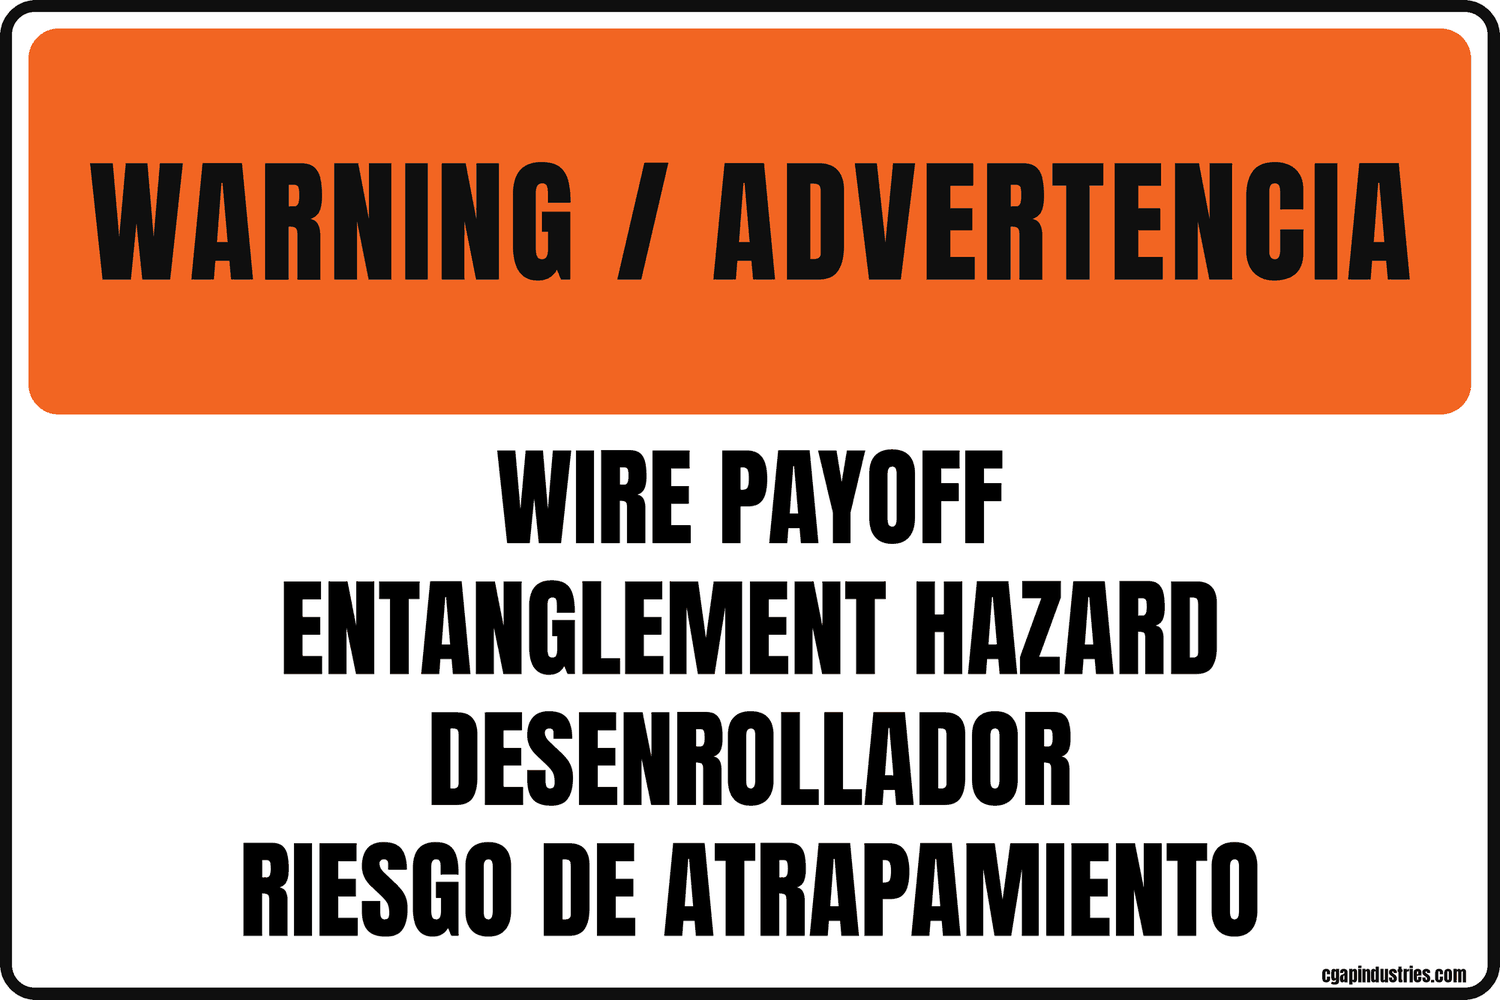 WARNING / ADVERTENCIA
WIRE PAYOFF
ENTANGLEMENT HAZARD
DESENROLLADOR
RIESGO DE ATRAPAMIENTO
cgapindustries.com